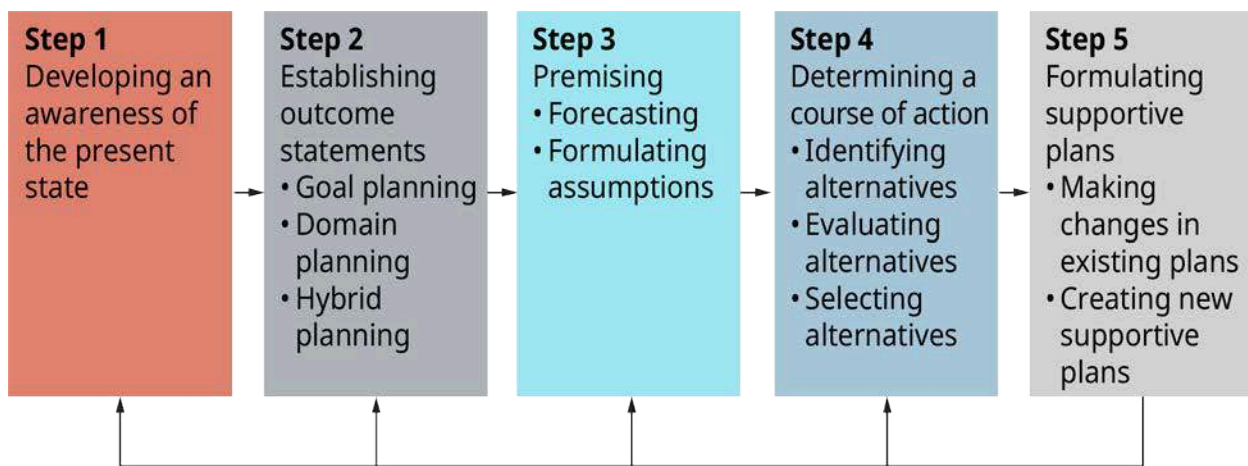 Step 1
Developing an
awareness of
the present
state
Step 2
Establishing
outcome
statements
• Goal planning
• Domain
planning
• Hybrid
planning
Step 3
Premising
• Forecasting
• Formulating
assumptions
Step 4
Determining a
course of action
• Identifying
alternatives
• Evaluating
alternatives
• Selecting
alternatives
Step 5
Formulating
supportive
plans
• Making
changes in
existing plans
• Creating new
supportive
plans